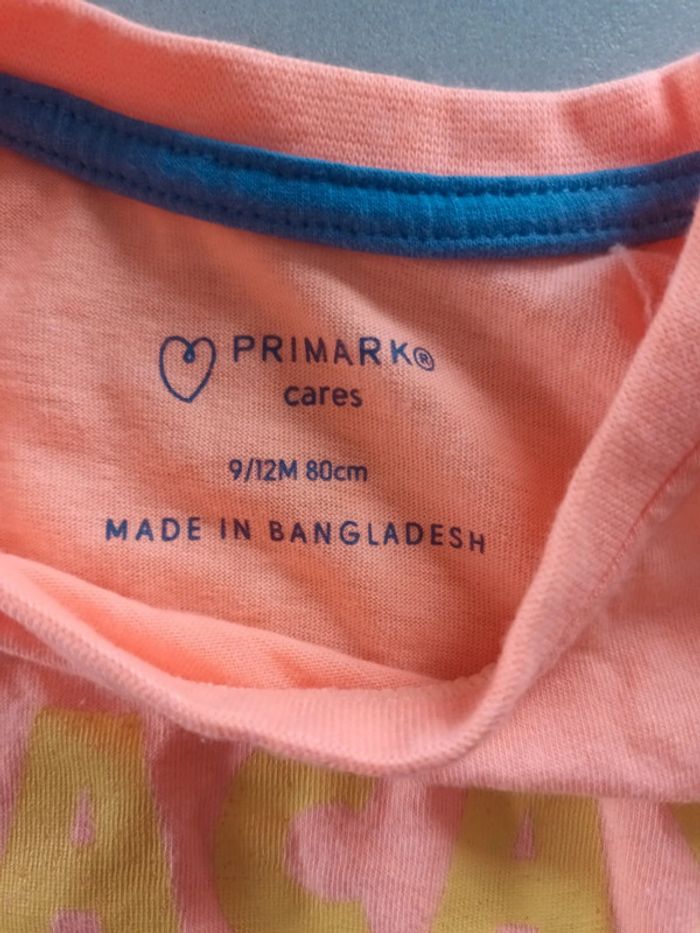 PRIMARK®
cares
9/12M 80cm
MADE IN BANGLADESH